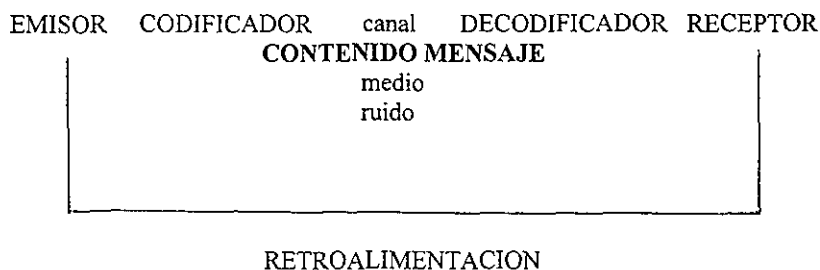 EMISOR CODIFICADOR canal DECODIFICADOR RECEPTOR
CONTENIDO MENSAJE
medio
ruido
RETROALIMENTACION